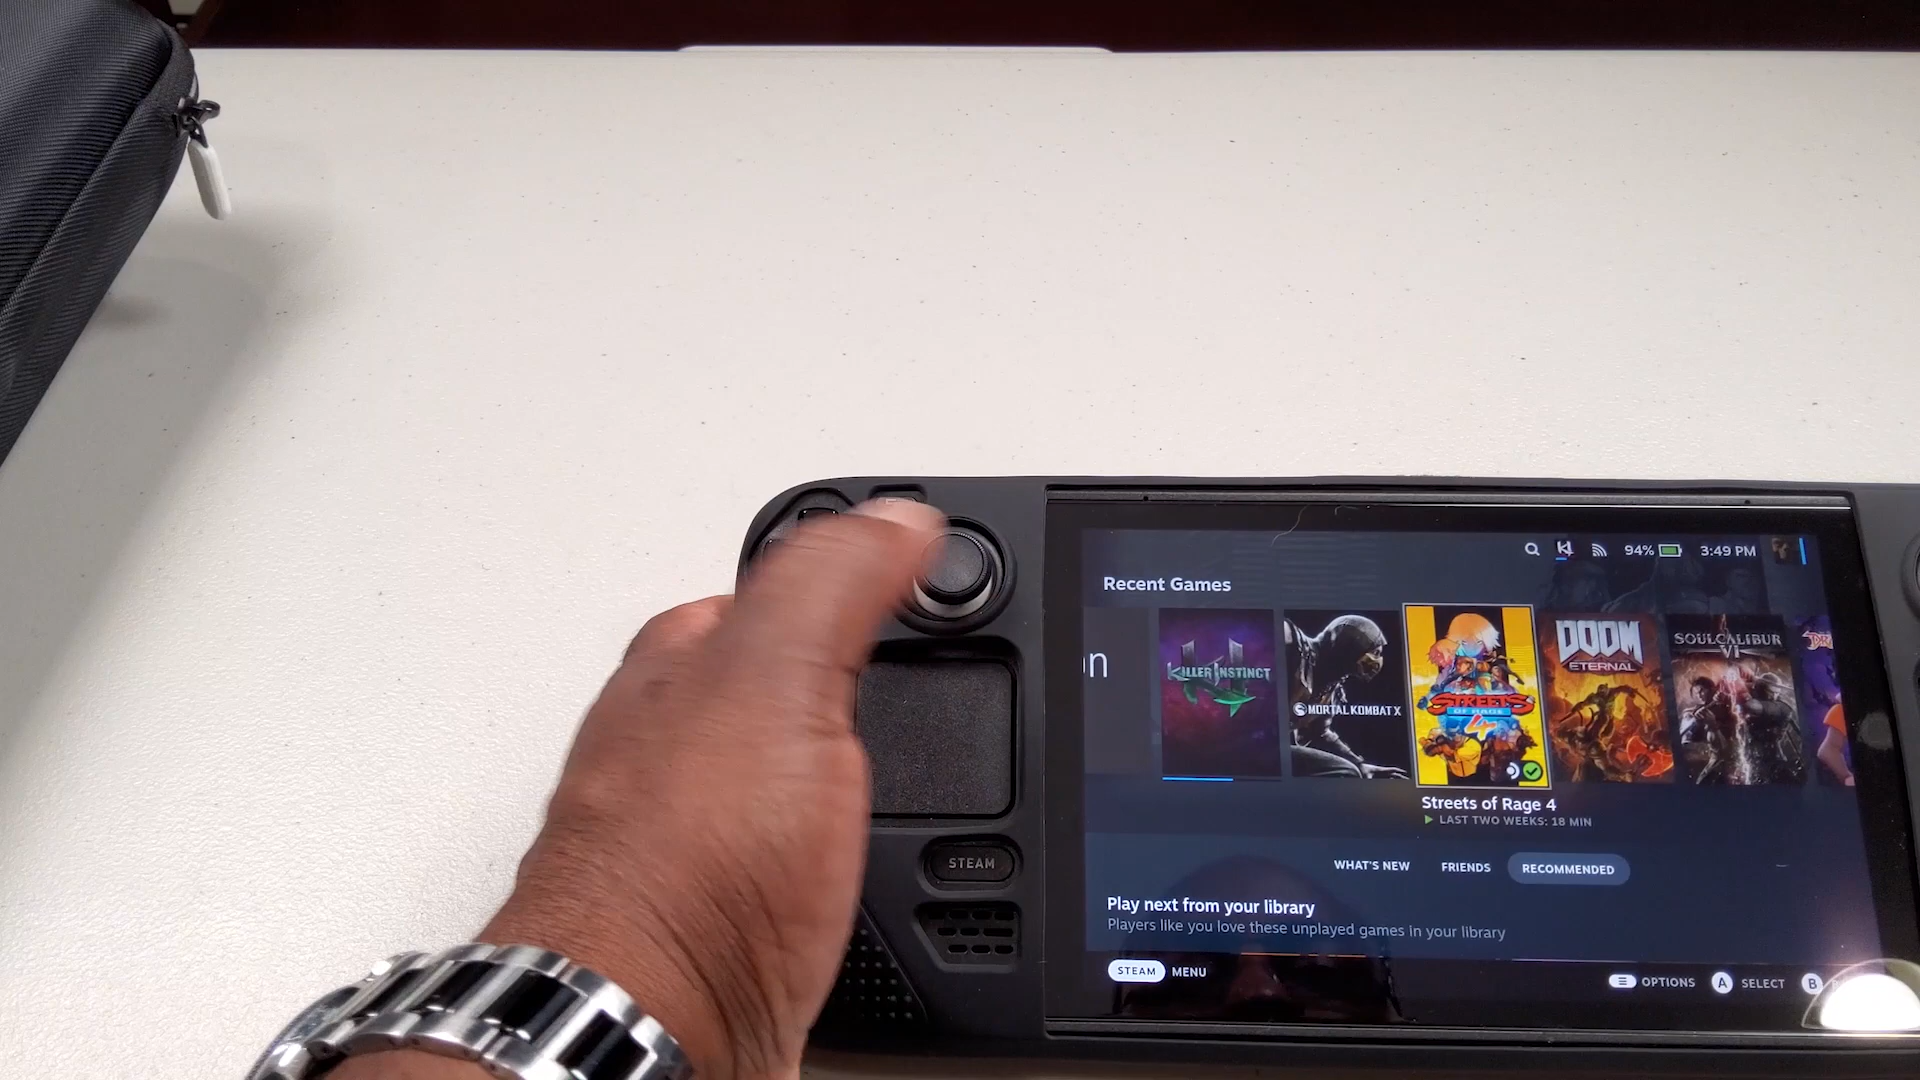 94% 3:49 PM
Recent Games
n
KILLER INSTINCT
MORTAL KOMBAT X
STREETS
OF RAGE
4
DOOM
ETERNAL
SOULCALIBUR
VI
Streets of Rage 4
LAST TWO WEEKS: 18 MIN
WHAT'S NEW FRIENDS RECOMMENDED
Play next from your library
Players like you love these unplayed games in your library
STEAM MENU
OPTIONS A SELECT B
STEAM